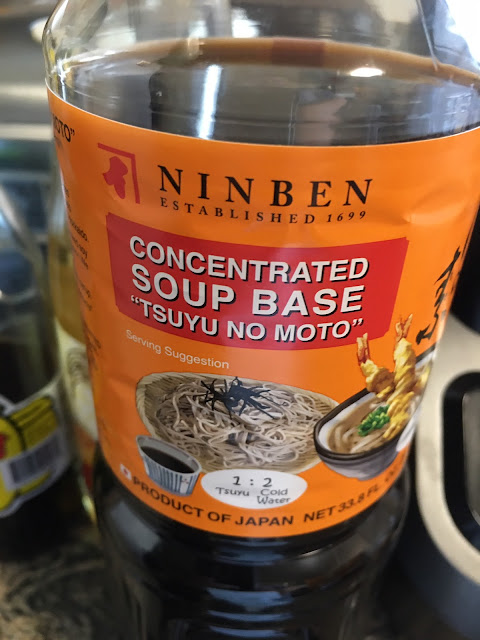 MOTO"
NINBEN
ESTABLISHED 1699
CONCENTRATED
SOUP BASE
"TSUYU NO MOTO"
Serving Suggestion
1 : 2
Tsuyu Cold
Water
PRODUCT OF JAPAN NET 33.8 FL